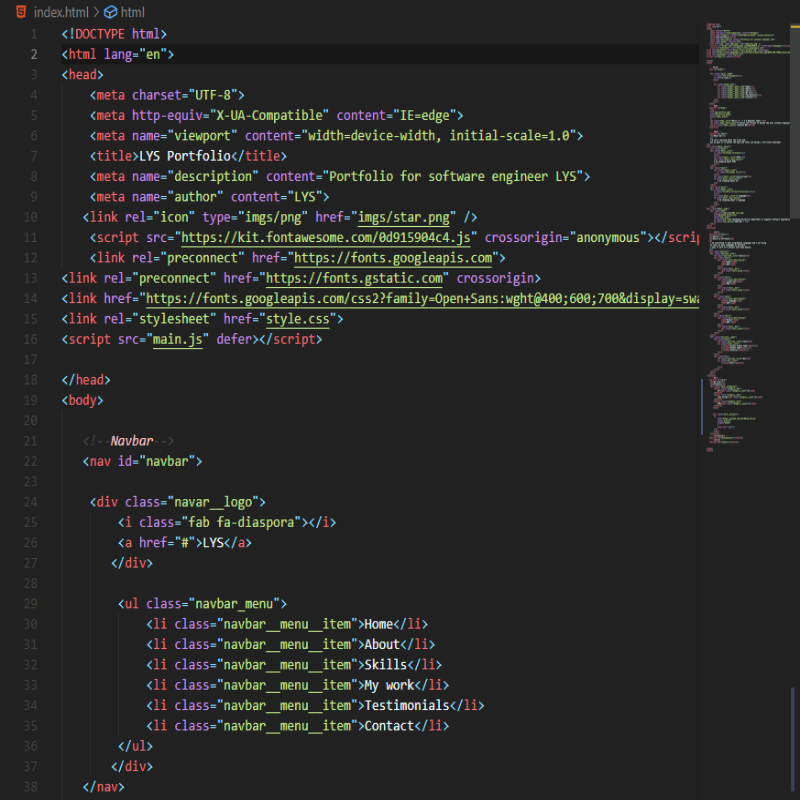 index.html > html
1 <!DOCTYPE html>
2 <html lang="en">
3 <head>
4 <meta charset="UTF-8">
5 <meta http-equiv="X-UA-Compatible" content="IE=edge">
6 <meta name="viewport" content="width=device-width, initial-scale=1.0">
7 <title>LYS Portfolio</title>
8 <meta name="description" content="Portfolio for software engineer LYS">
9 <meta name="author" content="LYS">
10 <link rel="icon" type="imgs/png" href="imgs/star.png" />
11 <script src="https://kit.fontawesome.com/0d915904c4.js" crossorigin="anonymous"></scrip
12 <link rel="preconnect" href="https://fonts.googleapis.com">
13 <link rel="preconnect" href="https://fonts.gstatic.com" crossorigin>
14 <link href="https://fonts.googleapis.com/css2?family=Open+Sans:wght@400;600;700&display=swa
15 <link rel="stylesheet" href="style.css">
16 <script src="main.js" defer></script>
17
18 </head>
19 <body>
20
21 <!--Navbar-->
22 <nav id="navbar">
23
24 <div class="navar__logo">
25 <i class="fab fa-diaspora"></i>
26 <a href="#">LYS</a>
27 </div>
28
29 <ul class="navbar_menu">
30 <li class="navbar__menu__item">Home</li>
31 <li class="navbar__menu__item">About</li>
32 <li class="navbar__menu__item">Skills</li>
33 <li class="navbar__menu__item">My work</li>
34 <li class="navbar__menu__item">Testimonials</li>
35 <li class="navbar__menu__item">Contact</li>
36 </ul>
37 </div>
38 </nav>